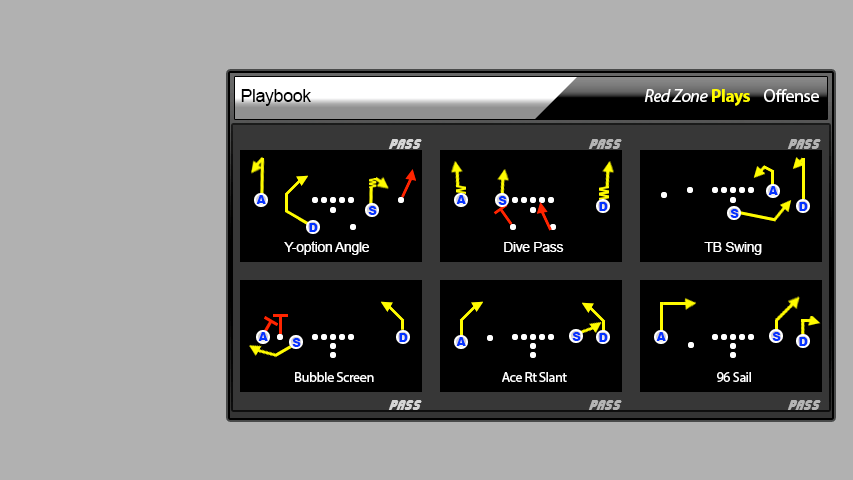 Playbook
Red Zone Plays Offense
PASS PASS PASS
A D S
Y-option Angle
A S D
Dive Pass
A S D
TB Swing
A S D
Bubble Screen
A S D
Ace Rt Slant
A S D
96 Sail
PASS PASS PASS